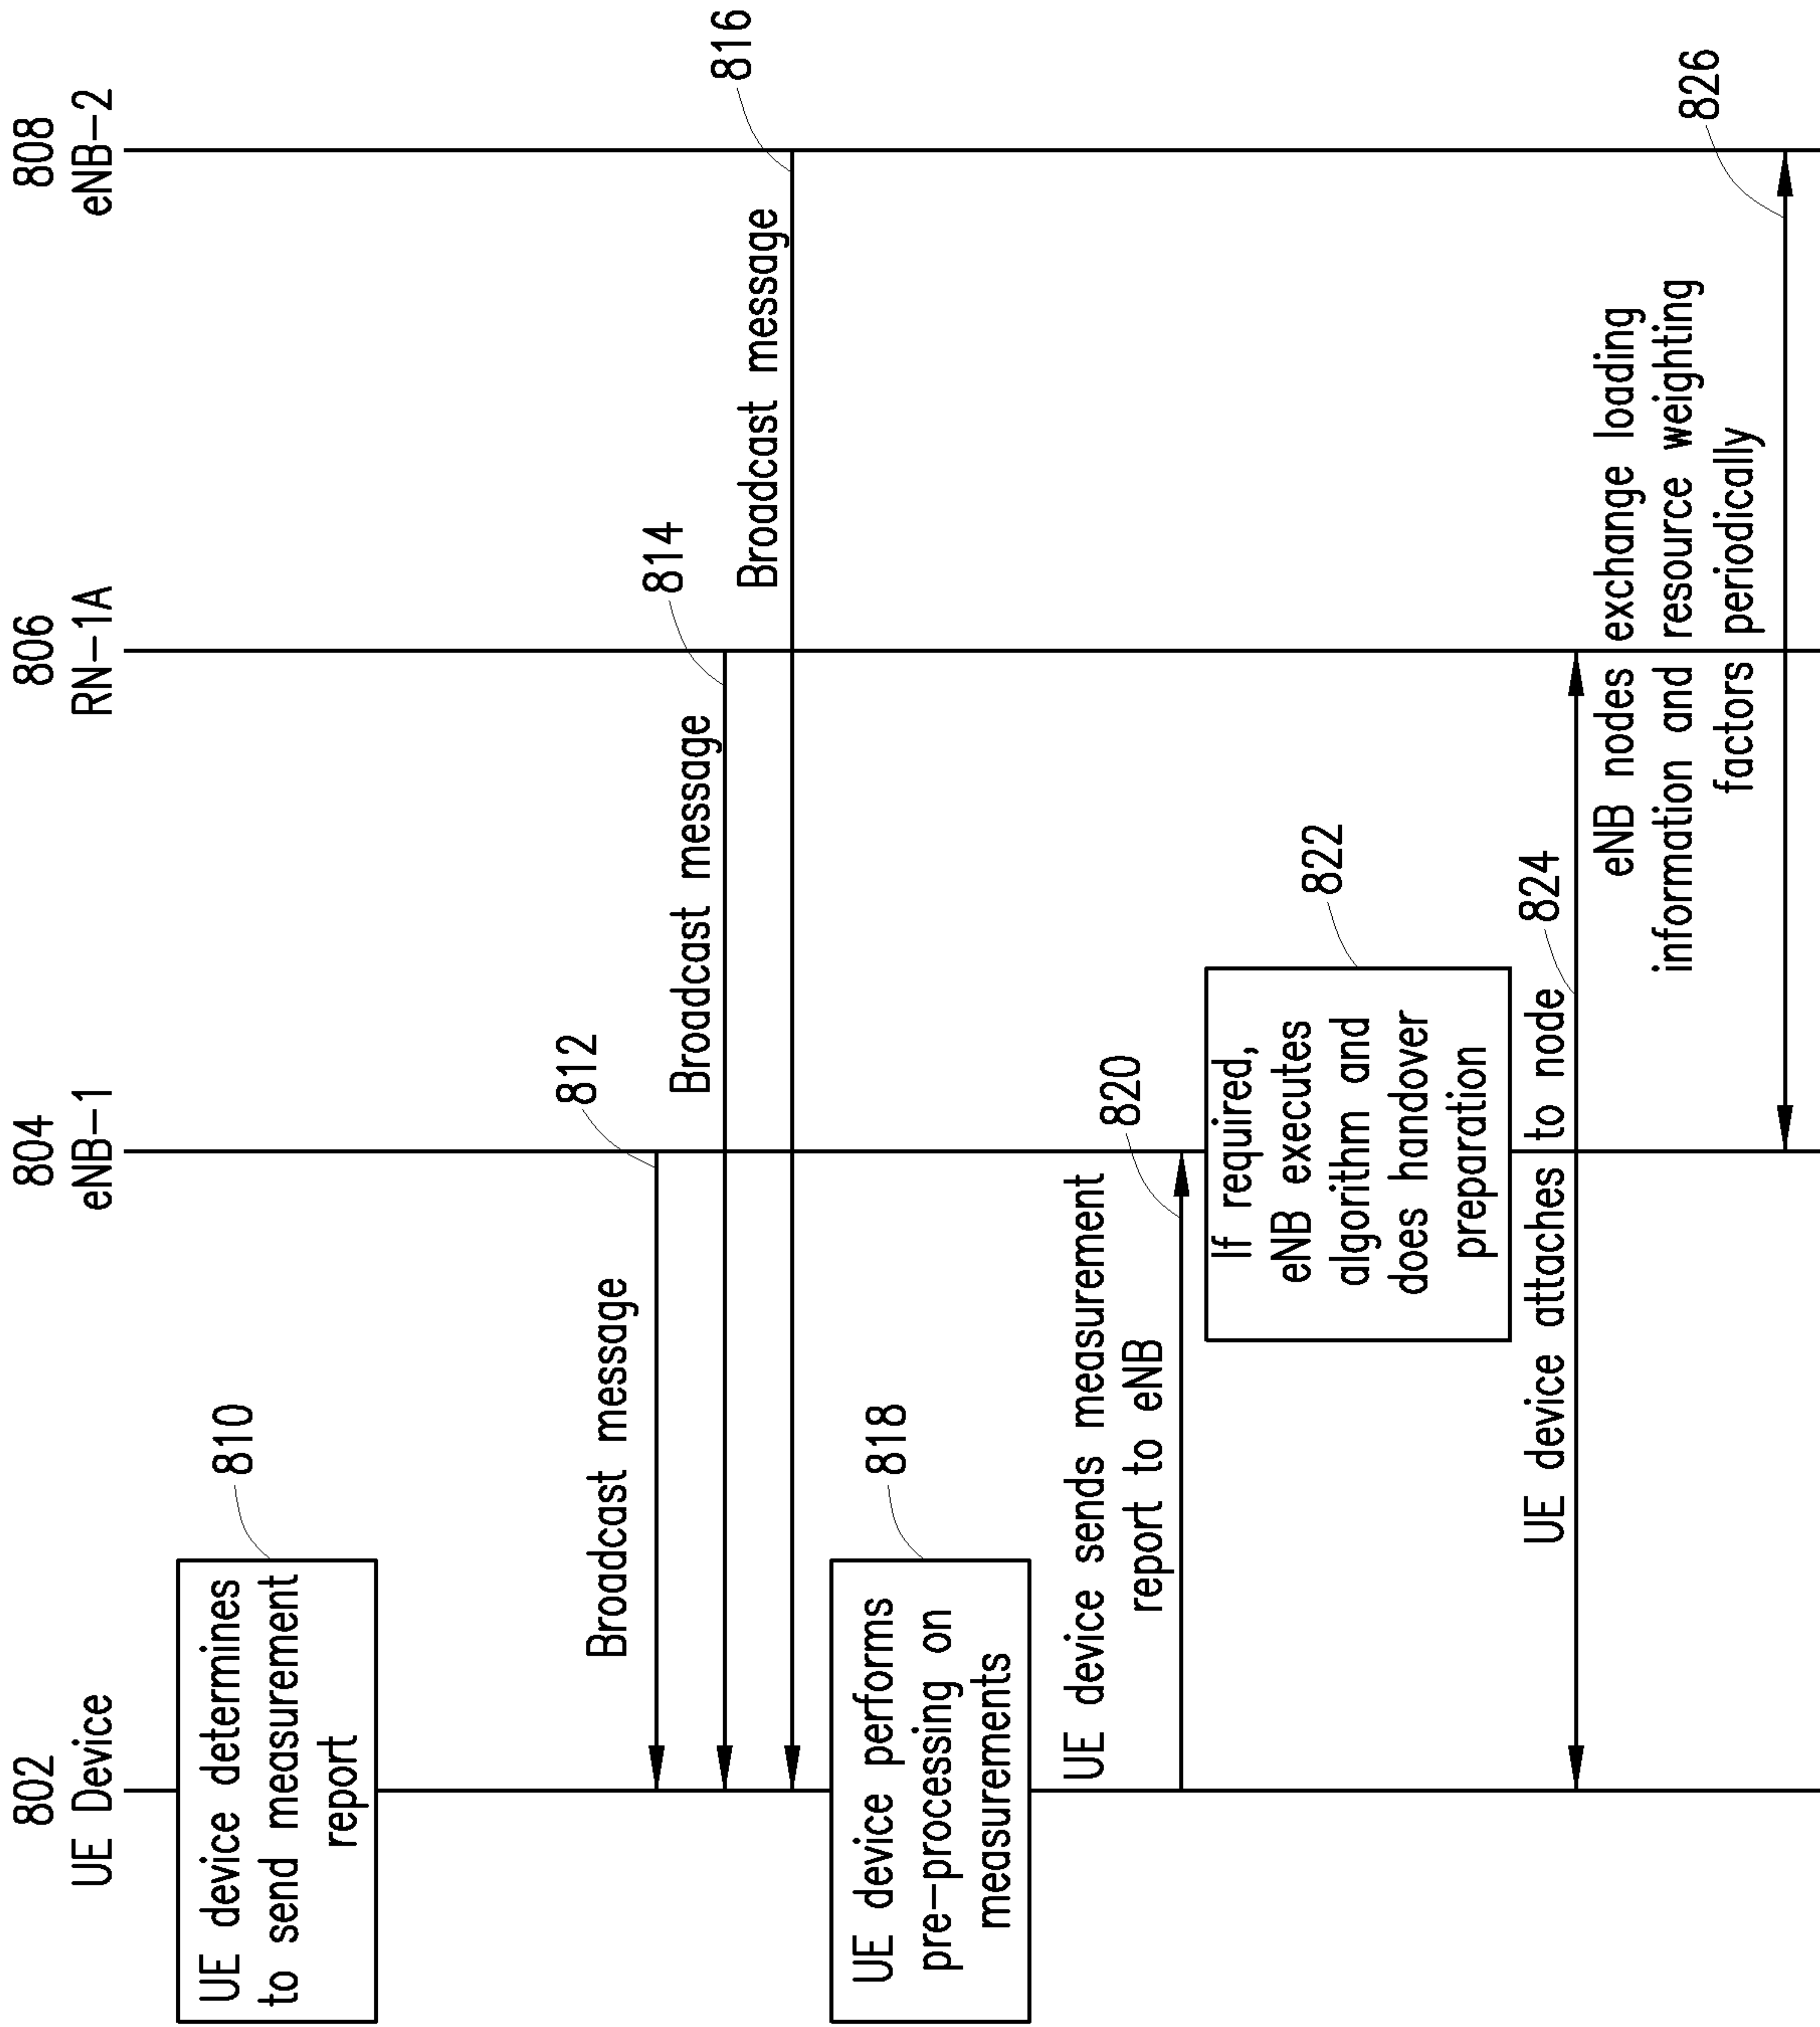 802
UE Device
804
eNB-1
806
RN-1A
808
eNB-2
UE device determines
to send measurement
report
810
Broadcast message
812
Broadcast message
814
Broadcast message
816
UE device performs
pre-processing on
measurements
818
UE device sends measurement
report to eNB
820
If required,
eNB executes
algorithm and
does handover
preparation
822
UE device attaches to node
824
eNB nodes exchange loading
information and resource weighting
factors periodically
826